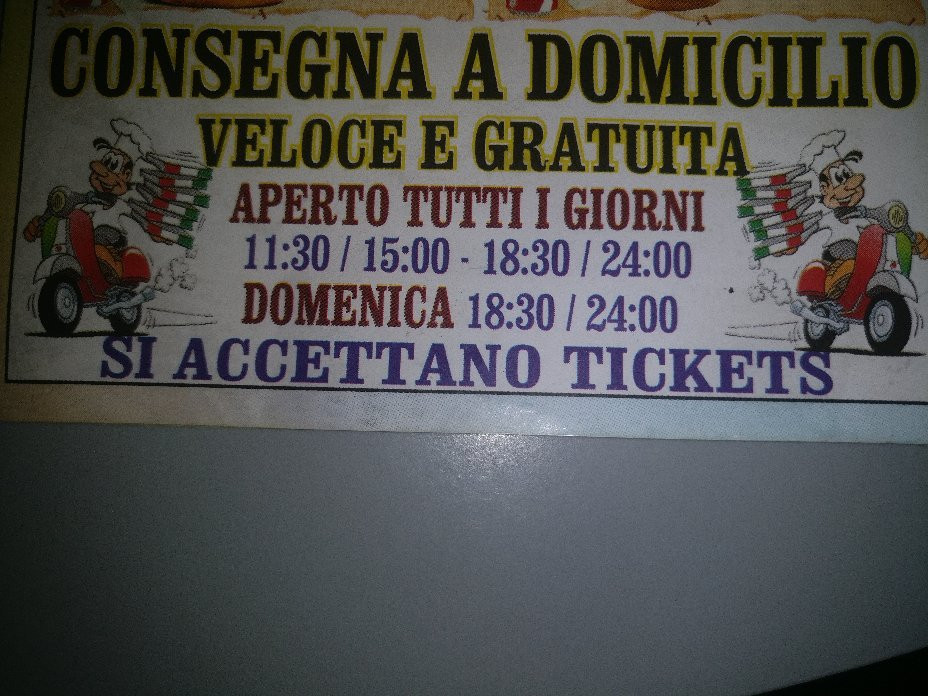 CONSEGNA A DOMICILIO
VELOCE E GRATUITA
APERTO TUTTI I GIORNI
11:30 / 15:00 - 18:30 / 24:00
DOMENICA 18:30 / 24:00
SI ACCETTANO TICKETS